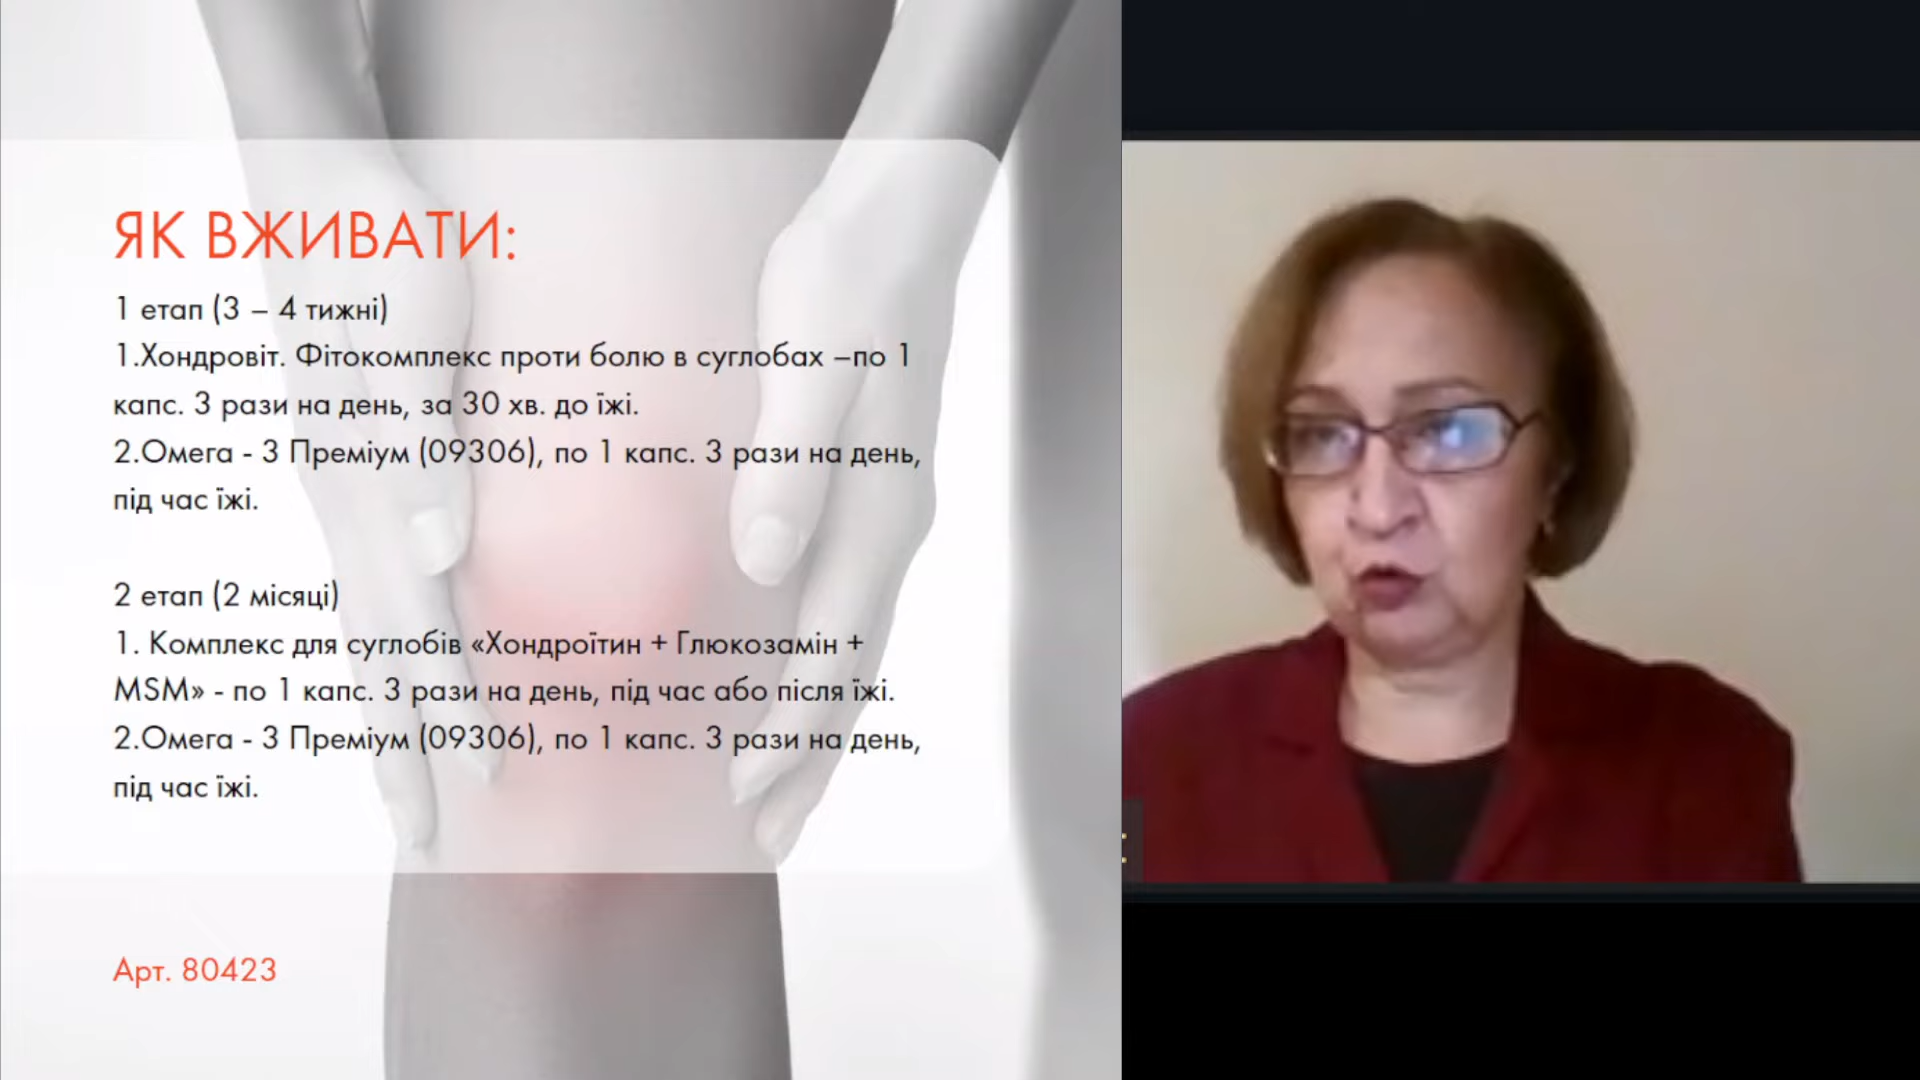 ЯК ВЖИВАТИ:
1 етап (3 – 4 тижні)
1.Хондровіт. Фітокомплекс проти болю в суглобах –по 1
капс. 3 рази на день, за 30 хв. до їжі.
2.Омега - 3 Преміум (09306), по 1 капс. 3 рази на день,
під час їжі.
2 етап (2 місяці)
1. Комплекс для суглобів «Хондроїтин + Глюкозамін +
MSM» - по 1 капс. 3 рази на день, під час або після їжі.
2.Омега - 3 Преміум (09306), по 1 капс. 3 рази на день,
під час їжі.
Арт. 80423